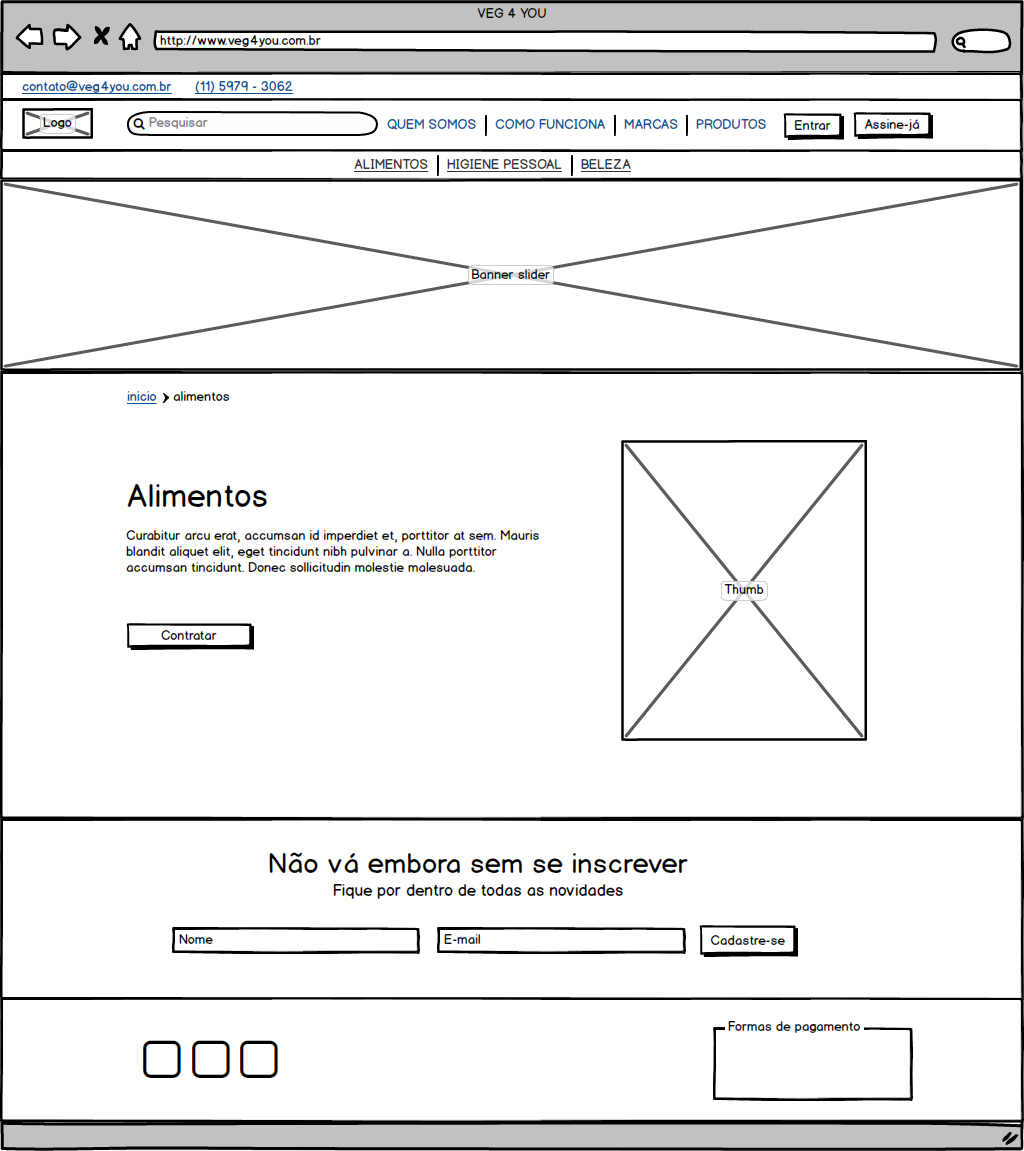 VEG 4 YOU
http://www.veg4you.com.br
contato@veg4you.com.br (11) 5979 - 3062
Logo Pesquisar QUEM SOMOS COMO FUNCIONA MARCAS PRODUTOS Entrar Assine-já
ALIMENTOS HIGIENE PESSOAL BELEZA
Banner slider
inicio alimentos
Alimentos
Curabitur arcu erat, accumsan id imperdiet et, porttitor at sem. Mauris
blandit aliquet elit, eget tincidunt nibh pulvinar a. Nulla porttitor
accumsan tincidunt. Donec sollicitudin molestie malesuada.
Thumb
Contratar
Não vá embora sem se inscrever
Fique por dentro de todas as novidades
Nome E-mail Cadastre-se
Formas de pagamento